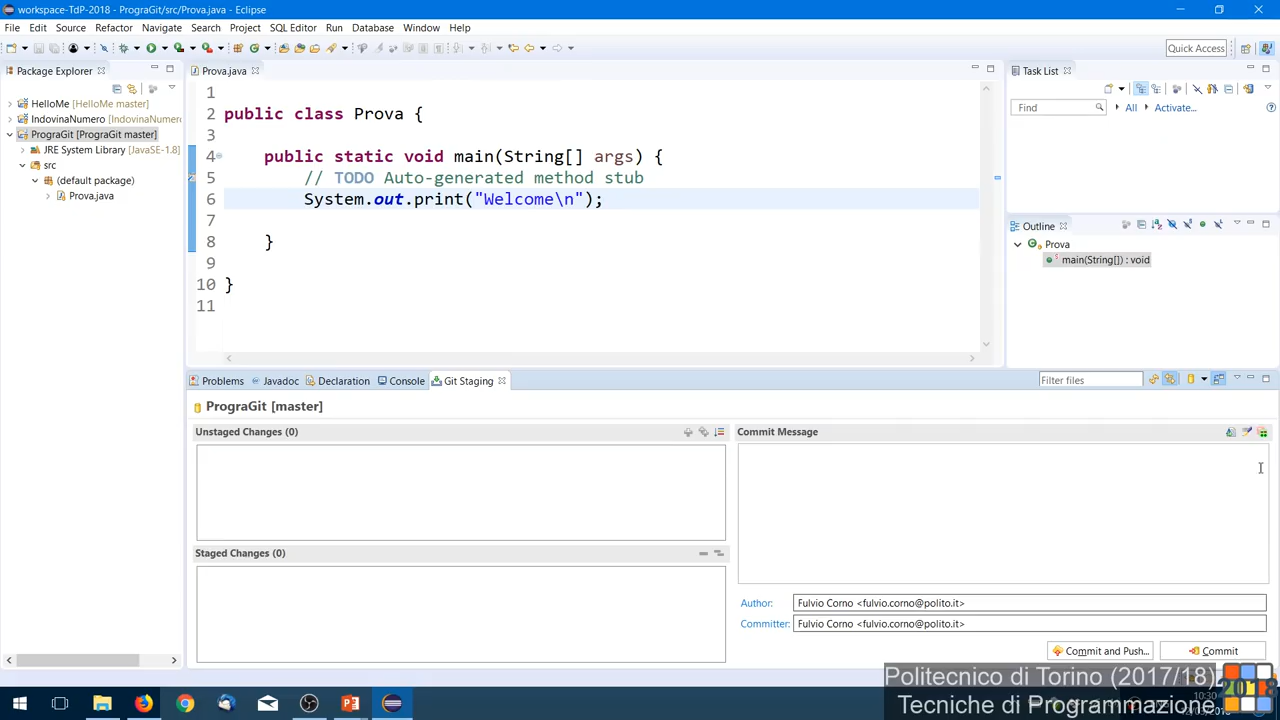 workspace-TdP-2018 - PrograGit/src/Prova.java - Eclipse
File Edit Source Refactor Navigate Search Project SQL Editor Run Database Window Help
Quick Access
Package Explorer
HelloMe [HelloMe master]
IndovinaNumero [IndovinaNumero
PrograGit [PrograGit master]
JRE System Library [JavaSE-1.8]
src
(default package)
Prova.java
Prova.java
1
2 public class Prova {
3
4 public static void main(String[] args) {
5 // TODO Auto-generated method stub
6 System.out.print("Welcome\n");
7
8 }
9
10 }
11
Task List
Find All Activate...
Outline
Prova
main(String[]) : void
Problems Javadoc Declaration Console Git Staging
Filter files
PrograGit [master]
Unstaged Changes (0)
Staged Changes (0)
Commit Message
Author: Fulvio Corno <fulvio.corno@polito.it>
Committer: Fulvio Corno <fulvio.corno@polito.it>
Commit and Push... Commit
Politecnico di Torino (2017/18)
Tecniche di Programmazione
2018
10:30